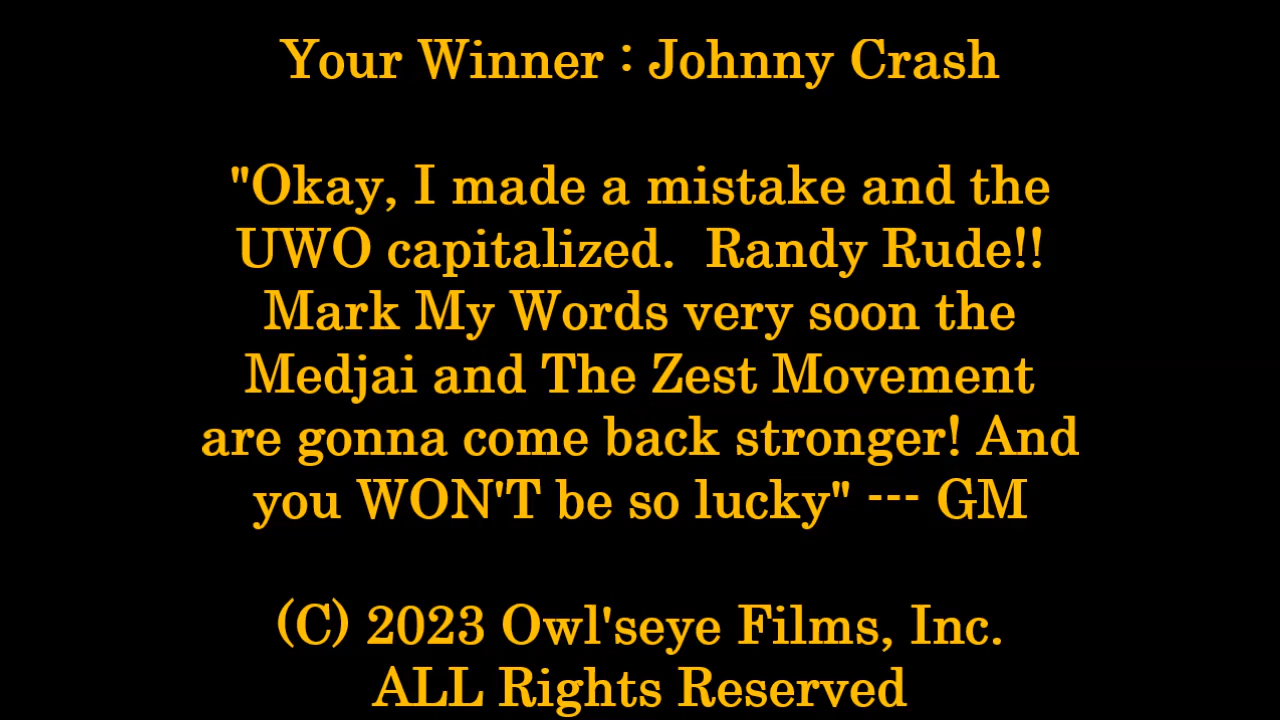 Your Winner : Johnny Crash
"Okay, I made a mistake and the
UWO capitalized.  Randy Rude!!
Mark My Words very soon the
Medjai and The Zest Movement
are gonna come back stronger! And
you WON'T be so lucky" --- GM
(C) 2023 Owl'seye Films, Inc.
ALL Rights Reserved